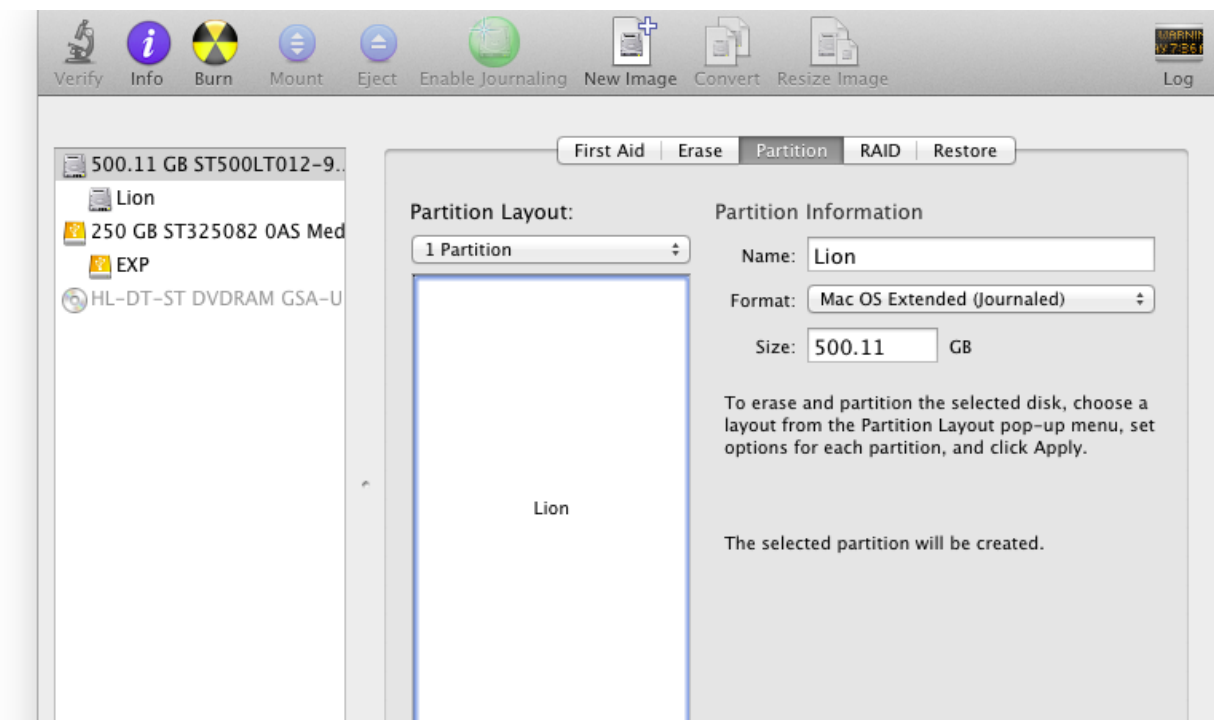 Verify Info Burn Mount Eject Enable Journaling New Image Convert Resize Image Log
First Aid Erase Partition RAID Restore
500.11 GB ST500LT012-9..
Lion
250 GB ST325082 0AS Med
EXP
HL-DT-ST DVDRAM GSA-U
Partition Layout:
1 Partition
Lion
Partition Information
Name: Lion
Format: Mac OS Extended (Journaled)
Size: 500.11 GB
To erase and partition the selected disk, choose a
layout from the Partition Layout pop-up menu, set
options for each partition, and click Apply.
The selected partition will be created.